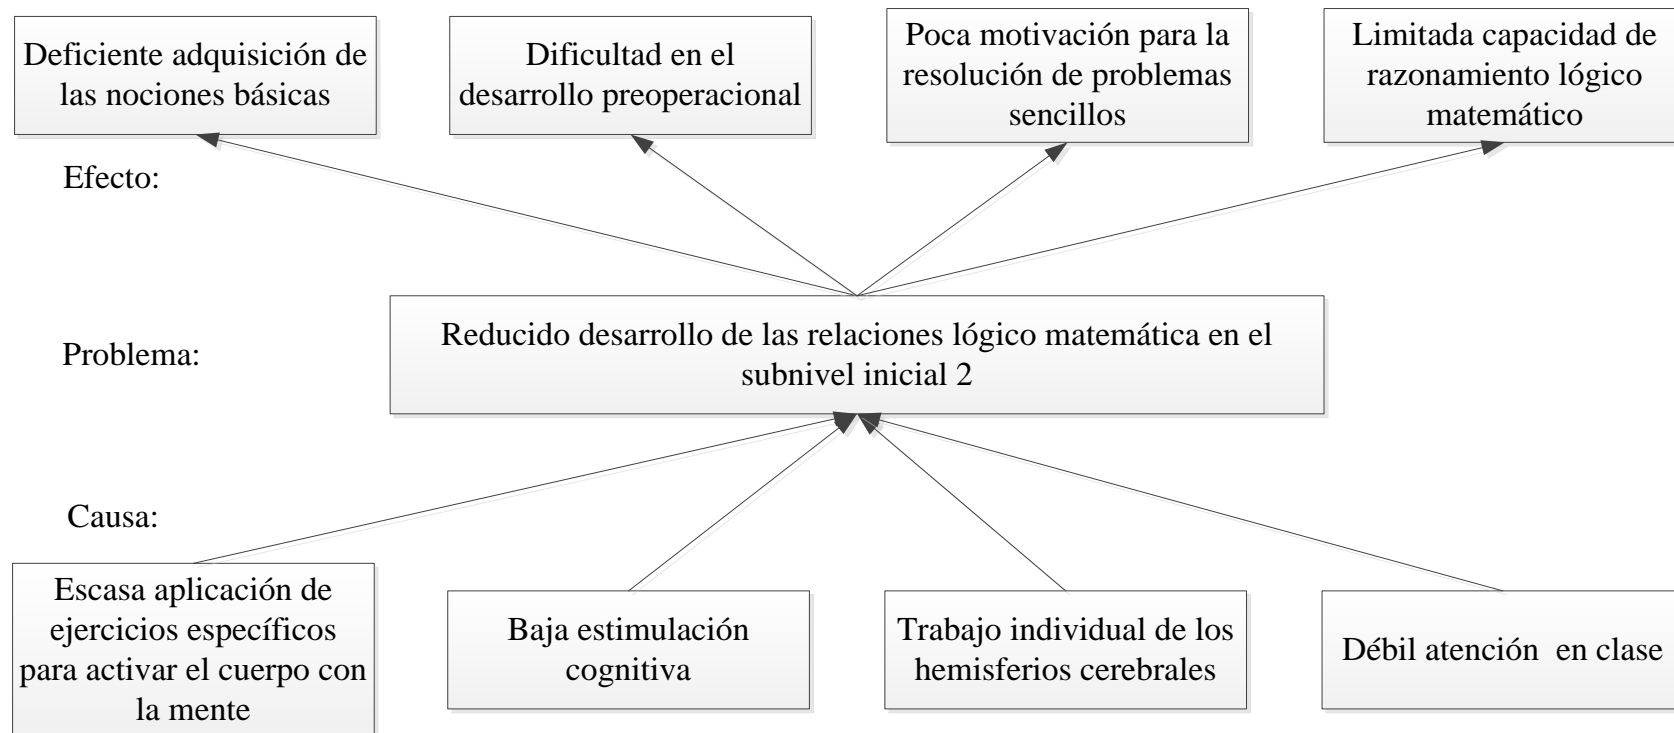 Deficiente adquisición de
las nociones básicas
Dificultad en el
desarrollo preoperacional
Poca motivación para la
resolución de problemas
sencillos
Limitada capacidad de
razonamiento lógico
matemático
Efecto:
Problema:
Reducido desarrollo de las relaciones lógico matemática en el
subnivel inicial 2
Causa:
Escasa aplicación de
ejercicios específicos
para activar el cuerpo con
la mente
Baja estimulación
cognitiva
Trabajo individual de los
hemisferios cerebrales
Débil atención  en clase